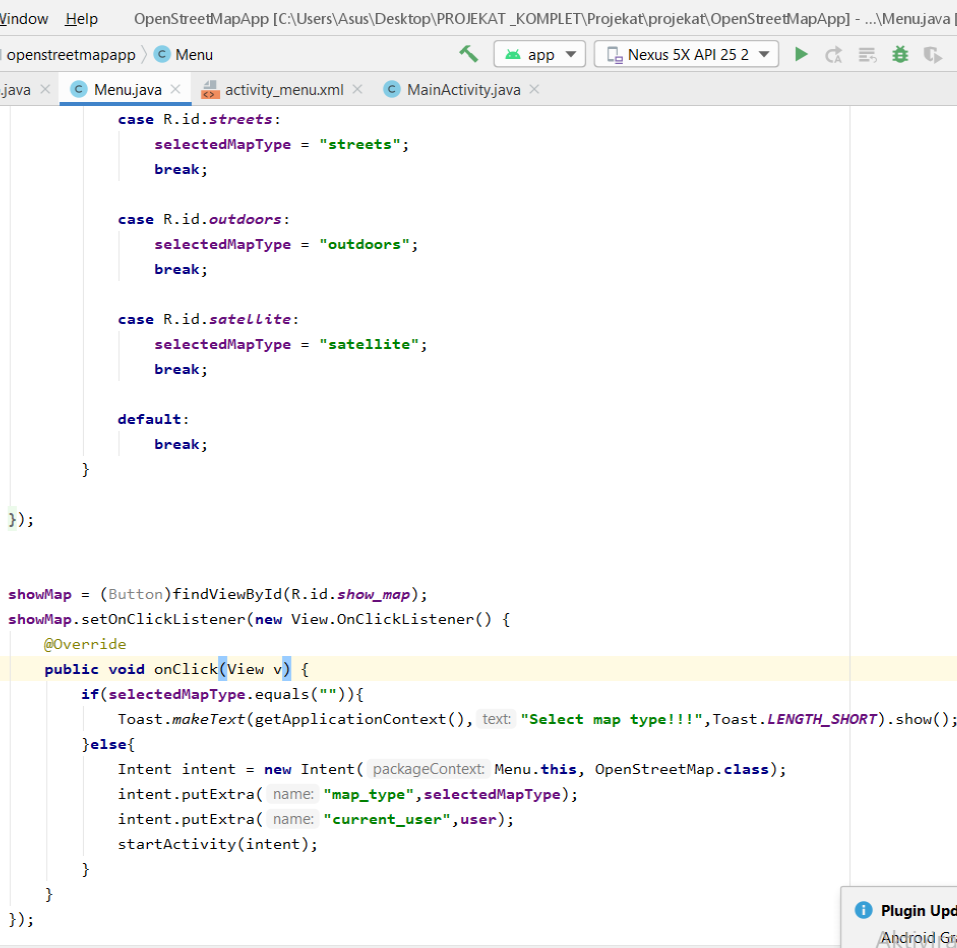 Window Help OpenStreetMapApp [C:\Users\Asus\Desktop\PROJEKAT _KOMPLET\Projekat\projekat\OpenStreetMapApp] - ...\Menu.java [
openstreetmapapp Menu app Nexus 5X API 25 2
.java Menu.java activity_menu.xml MainActivity.java
case R.id.streets:
selectedMapType = "streets";
break;
case R.id.outdoors:
selectedMapType = "outdoors";
break;
case R.id.satellite:
selectedMapType = "satellite";
break;
default:
break;
}
});
showMap = (Button)findViewById(R.id.show_map);
showMap.setOnClickListener(new View.OnClickListener() {
@Override
public void onClick(View v) {
if(selectedMapType.equals("")){
Toast.makeText(getApplicationContext(), text: "Select map type!!!",Toast.LENGTH_SHORT).show();
}else{
Intent intent = new Intent( packageContext: Menu.this, OpenStreetMap.class);
intent.putExtra( name: "map_type",selectedMapType);
intent.putExtra( name: "current_user",user);
startActivity(intent);
}
}
});
Plugin Upd
Android Gra